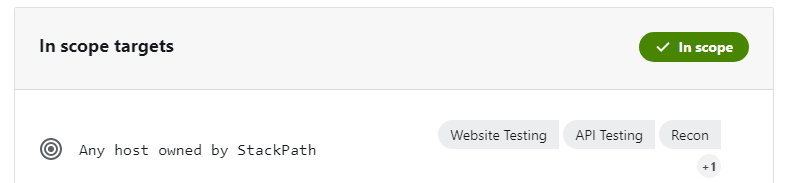 In scope targets
In scope
Website Testing API Testing Recon
Any host owned by StackPath
+1